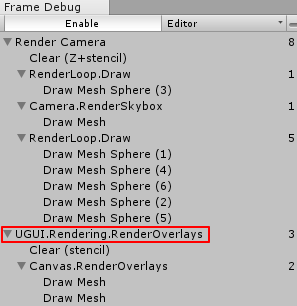 Frame Debug
Enable Editor
Render Camera 8
Clear (Z+stencil)
RenderLoop.Draw 1
Draw Mesh Sphere (3)
Camera.RenderSkybox 1
Draw Mesh
RenderLoop.Draw 5
Draw Mesh Sphere (1)
Draw Mesh Sphere (4)
Draw Mesh Sphere (6)
Draw Mesh Sphere (2)
Draw Mesh Sphere (5)
UGUI.Rendering.RenderOverlays 3
Clear (stencil)
Canvas.RenderOverlays 2
Draw Mesh
Draw Mesh